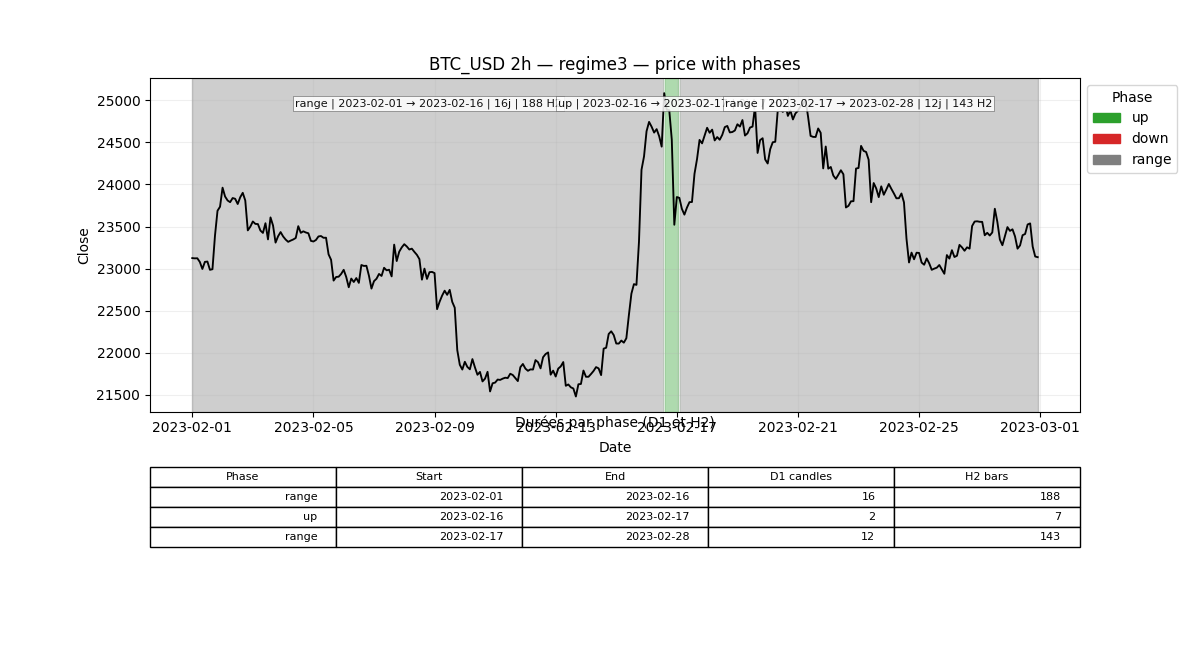 BTC_USD 2h — regime3 — price with phases
range | 2023-02-01 → 2023-02-16 | 16j | 188 H
up | 2023-02-16 → 2023-02-17
range | 2023-02-17 → 2023-02-28 | 12j | 143 H2
Phase
up
down
range
Close
25000
24500
24000
23500
23000
22500
22000
21500
2023-02-01 2023-02-05 2023-02-09 2023-02-13 2023-02-17 2023-02-21 2023-02-25 2023-03-01
Durées par phase (D1 et H2)
Date
Phase Start End D1 candles H2 bars
range 2023-02-01 2023-02-16 16 188
up 2023-02-16 2023-02-17 2 7
range 2023-02-17 2023-02-28 12 143